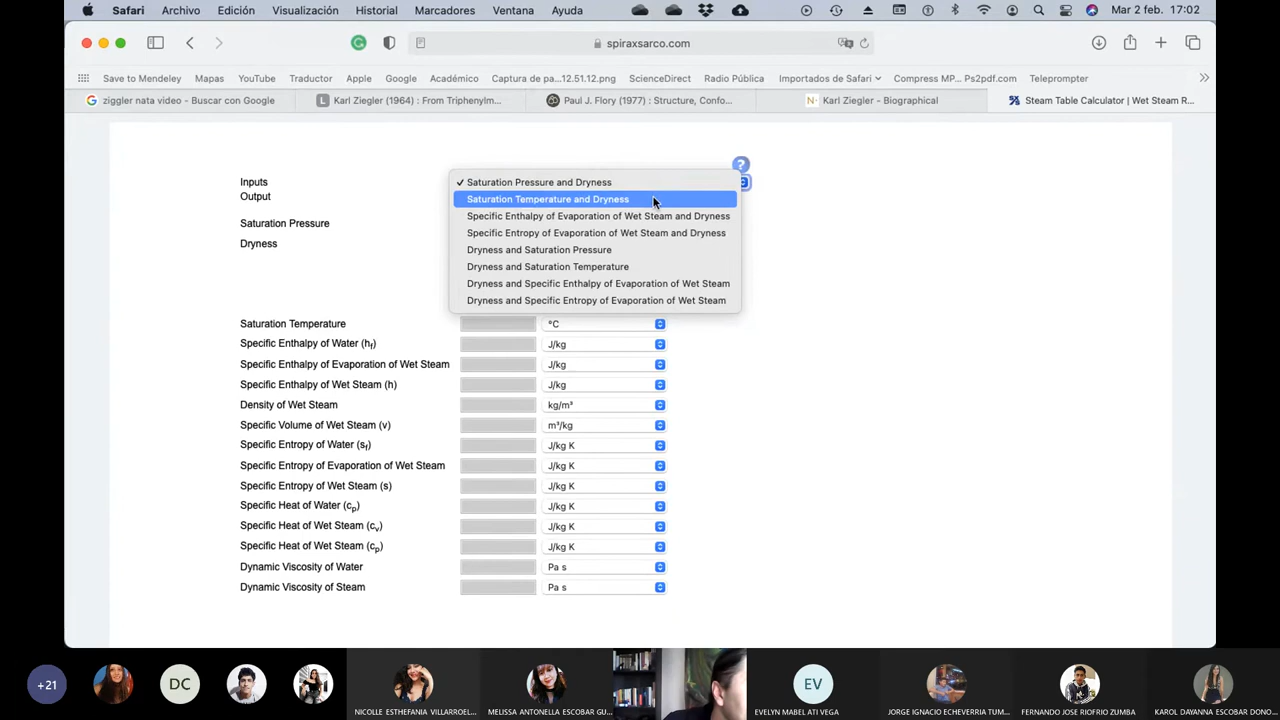 Safari Archivo Edición Visualización Historial Marcadores Ventana Ayuda Mar 2 feb. 17:02
spiraxsarco.com
Save to Mendeley Mapas YouTube Traductor Apple Google Académico Captura de pa...12.51.12.png ScienceDirect Radio Pública Importados de Safari Compress MP... Ps2pdf.com Teleprompter
ziggler nata video - Buscar con Google Karl Ziegler (1964) : From Triphenylm... Paul J. Flory (1977) : Structure, Confo... Karl Ziegler - Biographical Steam Table Calculator | Wet Steam R...
?
Inputs ✓ Saturation Pressure and Dryness
Output Saturation Temperature and Dryness
Specific Enthalpy of Evaporation of Wet Steam and Dryness
Saturation Pressure Specific Entropy of Evaporation of Wet Steam and Dryness
Dryness Dryness and Saturation Pressure
Dryness and Saturation Temperature
Dryness and Specific Enthalpy of Evaporation of Wet Steam
Dryness and Specific Entropy of Evaporation of Wet Steam
Saturation Temperature °C
Specific Enthalpy of Water (hf) J/kg
Specific Enthalpy of Evaporation of Wet Steam J/kg
Specific Enthalpy of Wet Steam (h) J/kg
Density of Wet Steam kg/m³
Specific Volume of Wet Steam (v) m³/kg
Specific Entropy of Water (sf) J/kg K
Specific Entropy of Evaporation of Wet Steam J/kg K
Specific Entropy of Wet Steam (s) J/kg K
Specific Heat of Water (cp) J/kg K
Specific Heat of Wet Steam (cv) J/kg K
Specific Heat of Wet Steam (cp) J/kg K
Dynamic Viscosity of Water Pa s
Dynamic Viscosity of Steam Pa s
+21 DC EV
NICOLLE ESTHEFANIA VILLARROEL... MELISSA ANTONELLA ESCOBAR GU... EVELYN MABEL ATI VEGA JORGE IGNACIO ECHEVERRIA TUM... FERNANDO JOSE RIOFRIO ZUMBA KAROL DAVANNA ESCOBAR DONO...